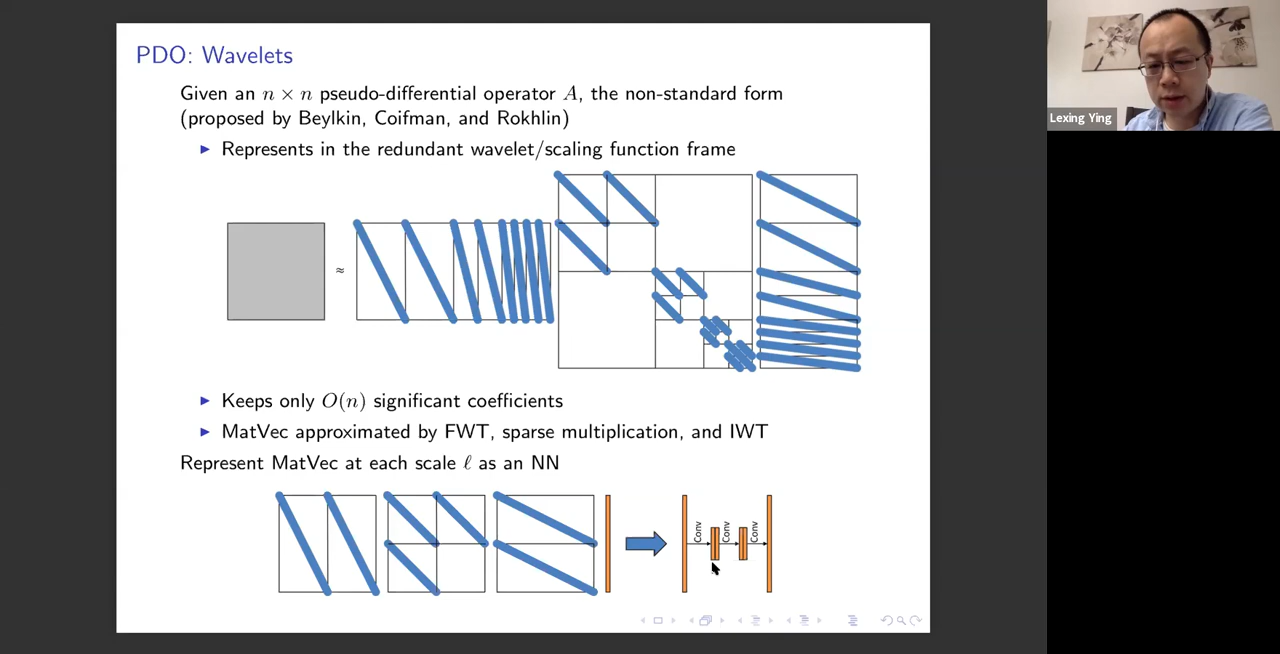 PDO: Wavelets
Given an n × n pseudo-differential operator A, the non-standard form
(proposed by Beylkin, Coifman, and Rokhlin)
▶ Represents in the redundant wavelet/scaling function frame
≈
▶ Keeps only O(n) significant coefficients
▶ MatVec approximated by FWT, sparse multiplication, and IWT
Represent MatVec at each scale ℓ as an NN
Conv
Conv
Conv
Lexing Ying